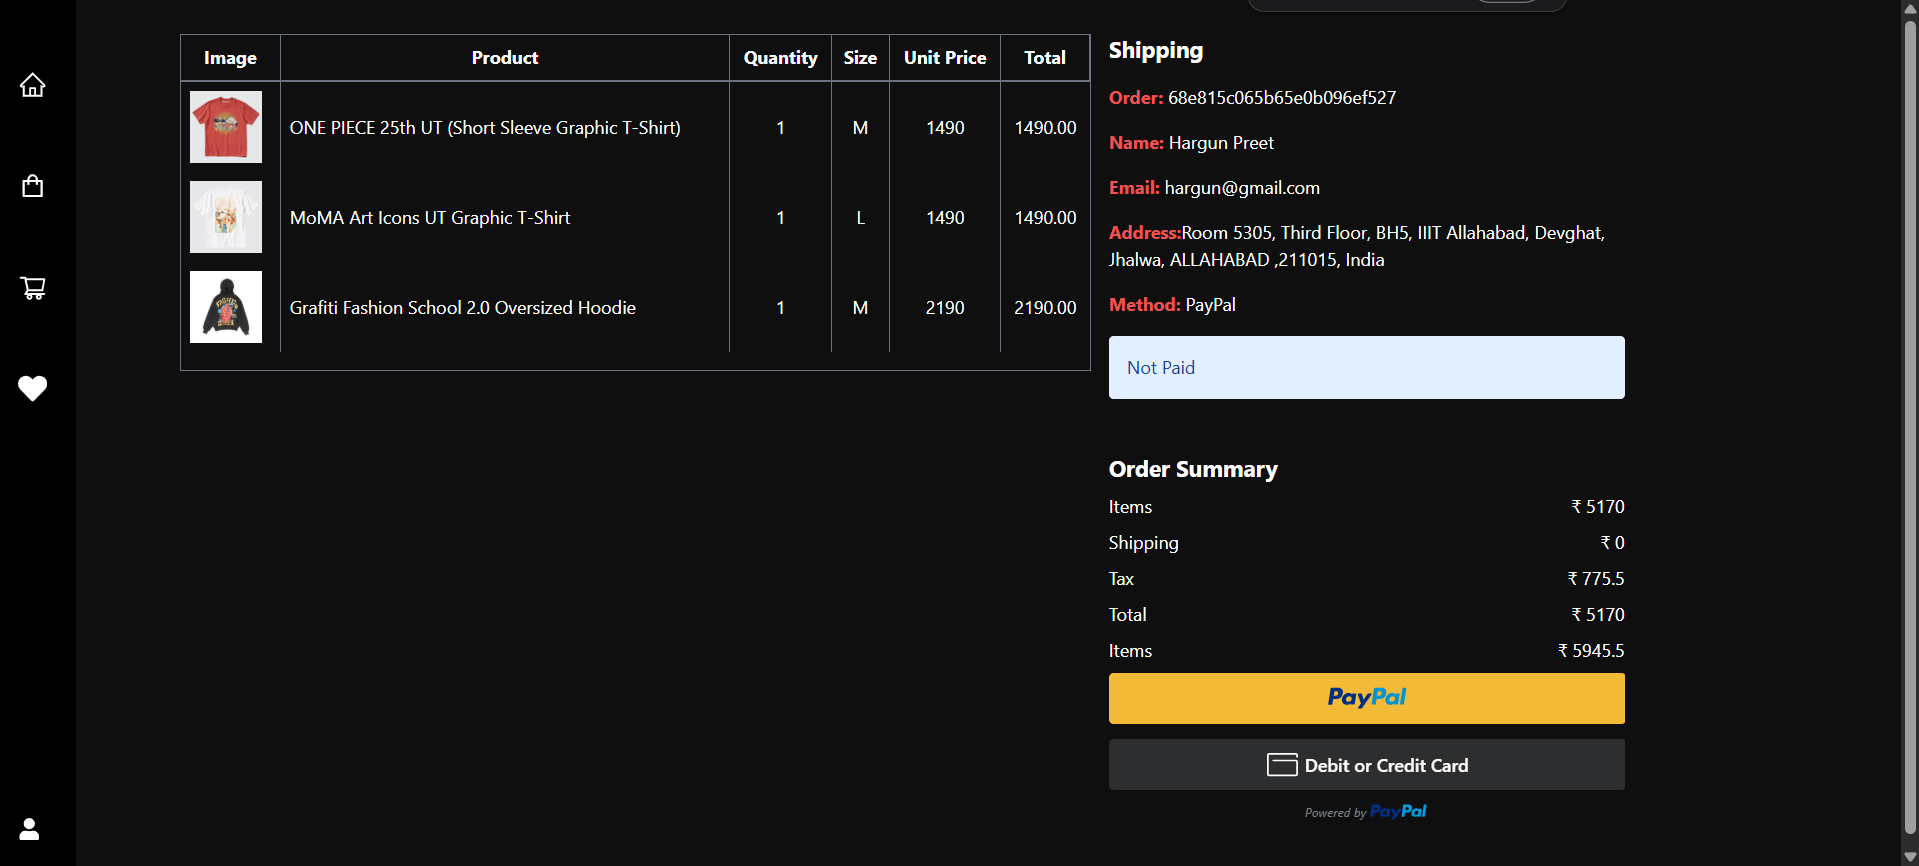 Image Product Quantity Size Unit Price Total
ONE PIECE 25th UT (Short Sleeve Graphic T-Shirt) 1 M 1490 1490.00
MoMA Art Icons UT Graphic T-Shirt 1 L 1490 1490.00
Grafiti Fashion School 2.0 Oversized Hoodie 1 M 2190 2190.00
Shipping
Order: 68e815c065b65e0b096ef527
Name: Hargun Preet
Email: hargun@gmail.com
Address:Room 5305, Third Floor, BH5, IIIT Allahabad, Devghat,
Jhalwa, ALLAHABAD ,211015, India
Method: PayPal
Not Paid
Order Summary
Items ₹ 5170
Shipping ₹ 0
Tax ₹ 775.5
Total ₹ 5170
Items ₹ 5945.5
PayPal
Debit or Credit Card
Powered by PayPal